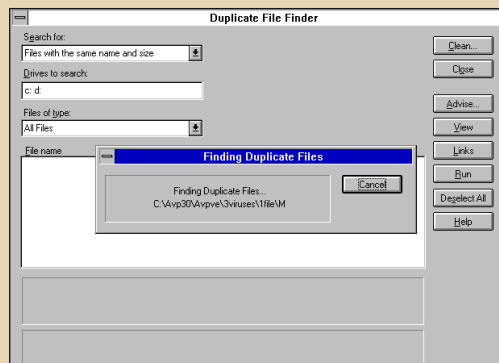 Duplicate File Finder
Search for:
Files with the same name and size
Drives to search:
c: d:
Files of type:
All Files
File name
Clean...
Close
Advise...
View
Links
Run
Deselect All
Help
Finding Duplicate Files
Finding Duplicate Files...
C:\Avp30\Avpve\3viruses\1file\M
Cancel